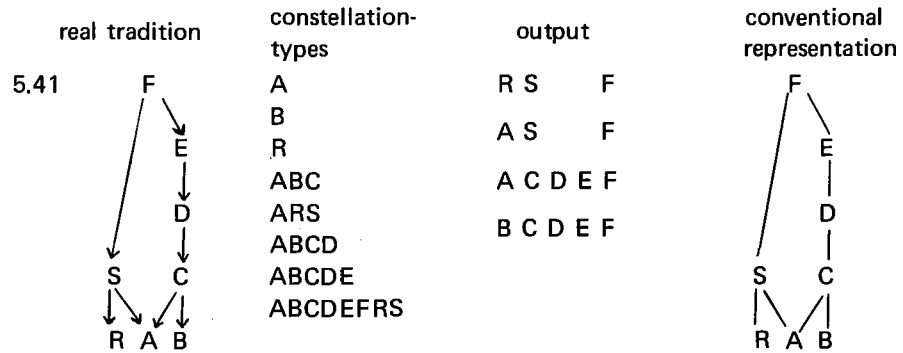 real tradition
constellation-
types
output
conventional
representation
5.41
F
E
D
S C
R A B
A
B
R
ABC
ARS
ABCD
ABCDE
ABCDEFRS
R S F
A S F
A C D E F
B C D E F
F
E
D
S C
R A B